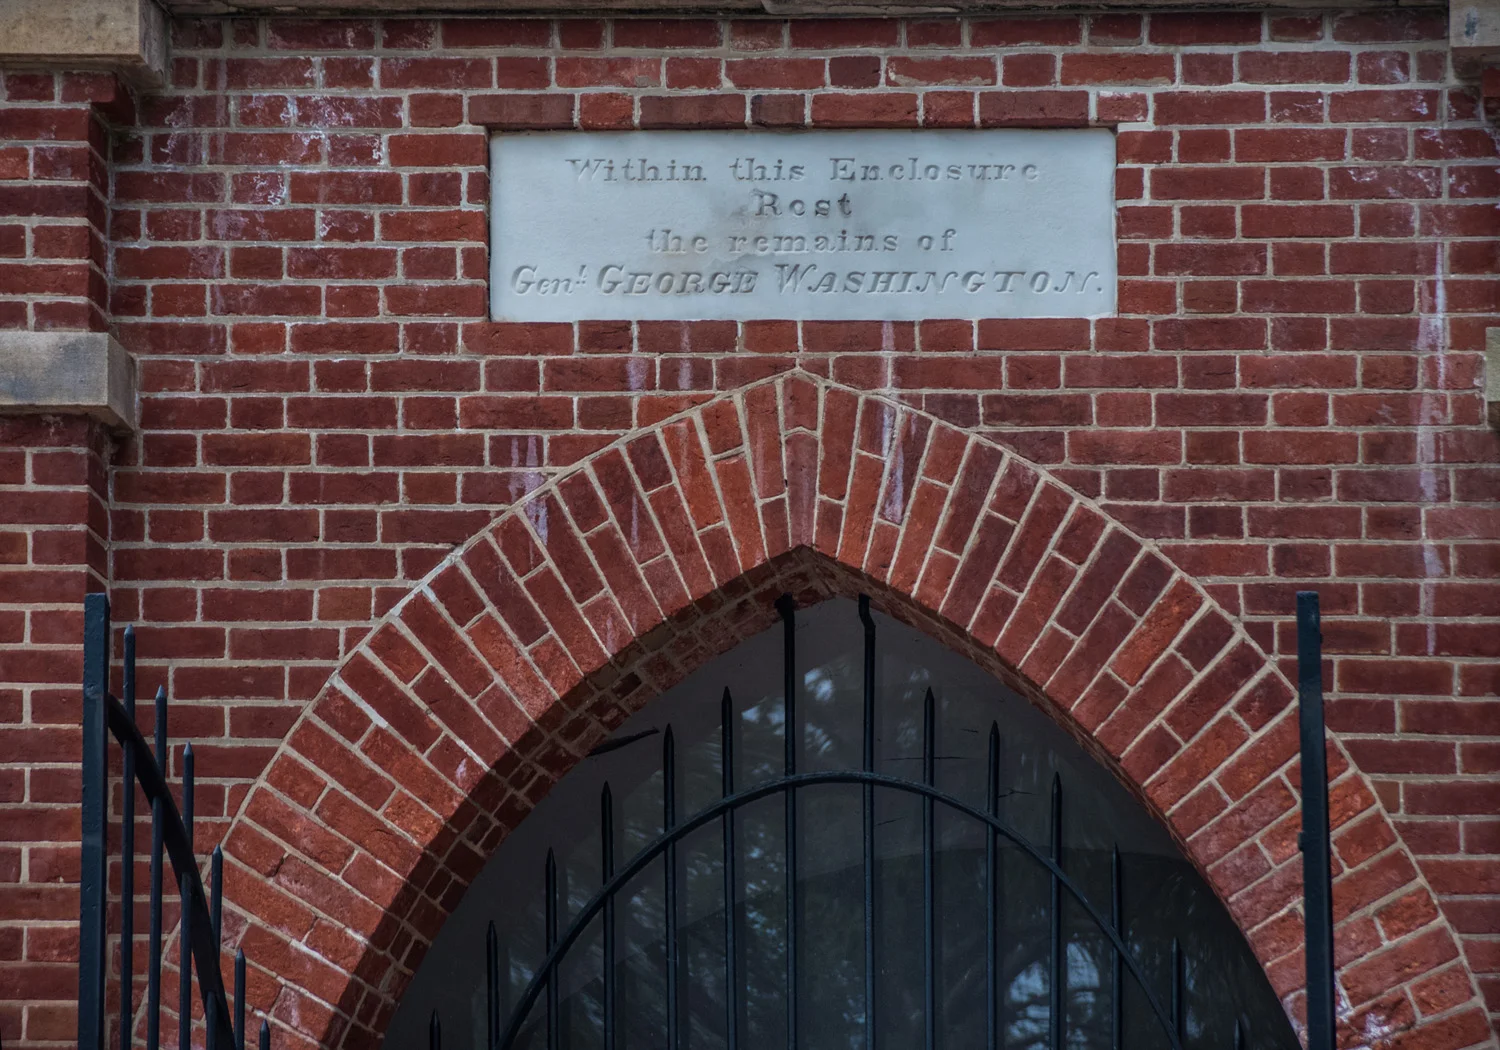 Within this Enclosure
Rest
the remains of
Genl. GEORGE WASHINGTON.